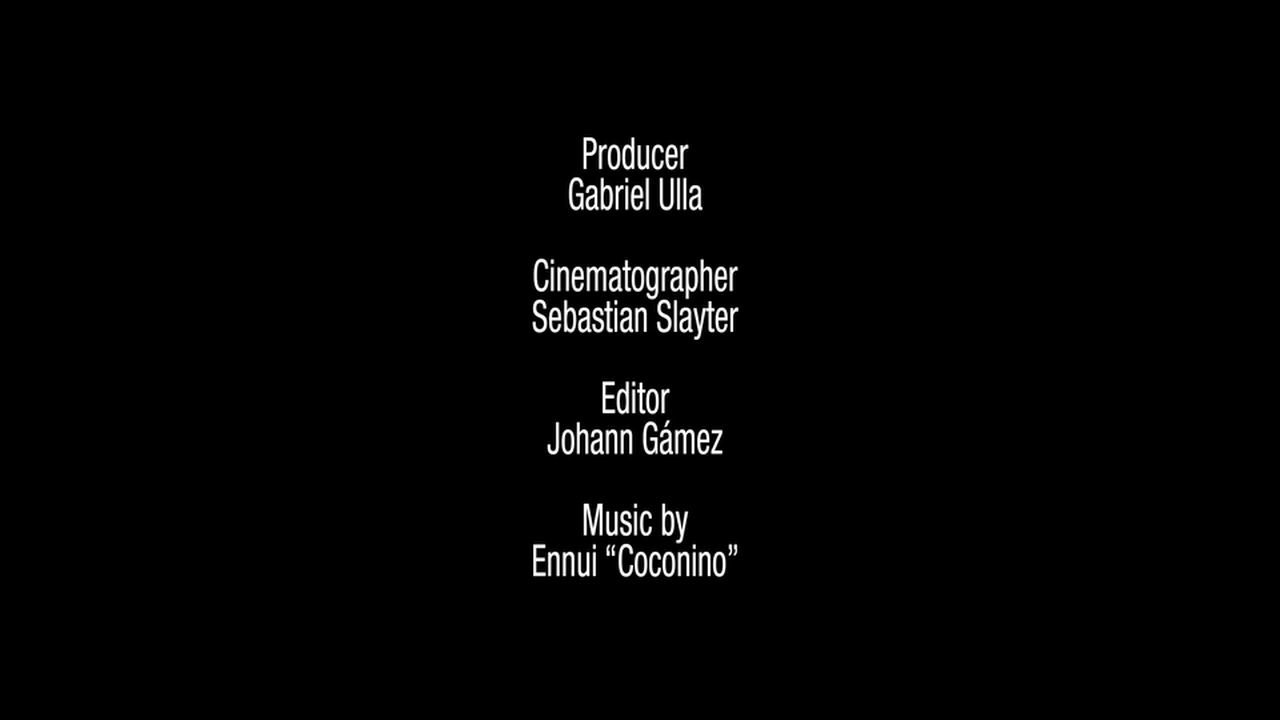 Producer
Gabriel Ulla
Cinematographer
Sebastian Slayter
Editor
Johann Gámez
Music by
Ennui “Coconino”